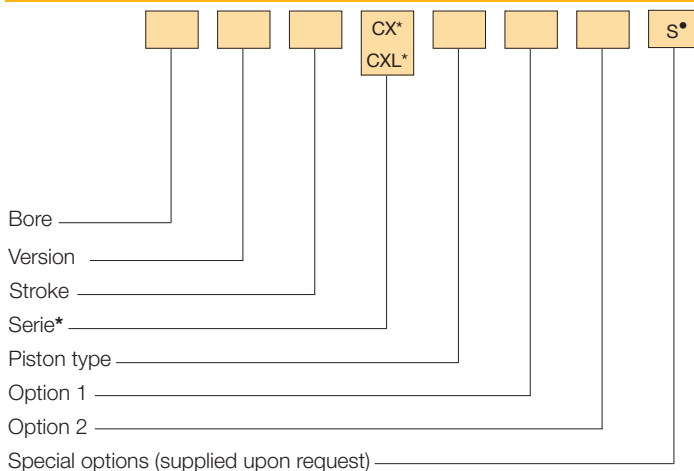 CX*
CXL*
S•
Bore
Version
Stroke
Serie*
Piston type
Option 1
Option 2
Special options (supplied upon request)